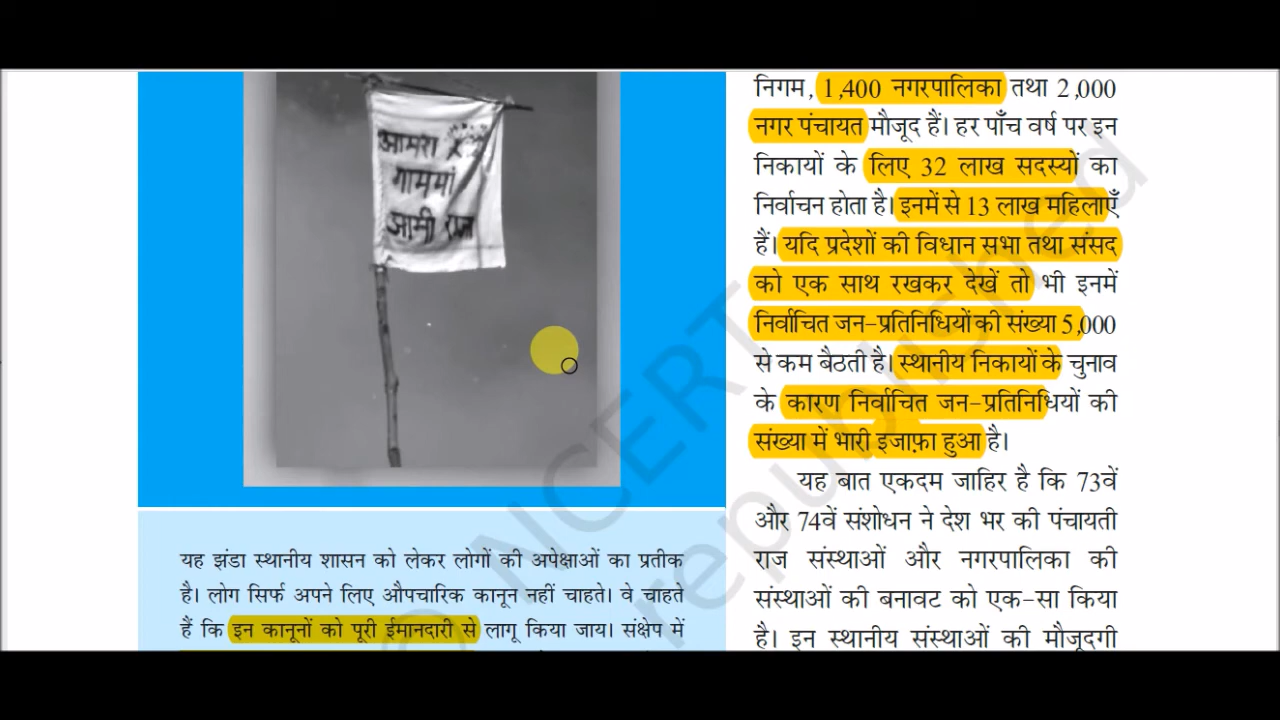 आमरा
गाममां
आमी राज
यह झंडा स्थानीय शासन को लेकर लोगों की अपेक्षाओं का प्रतीक
है। लोग सिर्फ अपने लिए औपचारिक कानून नहीं चाहते। वे चाहते
हैं कि इन कानूनों को पूरी ईमानदारी से लागू किया जाय। संक्षेप में
निगम, 1,400 नगरपालिका तथा 2,000
नगर पंचायत मौजूद हैं। हर पाँच वर्ष पर इन
निकायों के लिए 32 लाख सदस्यों का
निर्वाचन होता है। इनमें से 13 लाख महिलाएँ
हैं। यदि प्रदेशों की विधान सभा तथा संसद
को एक साथ रखकर देखें तो भी इनमें
निर्वाचित जन-प्रतिनिधियों की संख्या 5,000
से कम बैठती है। स्थानीय निकायों के चुनाव
के कारण निर्वाचित जन-प्रतिनिधियों की
संख्या में भारी इजाफ़ा हुआ है।
यह बात एकदम जाहिर है कि 73वें
और 74वें संशोधन ने देश भर की पंचायती
राज संस्थाओं और नगरपालिका की
संस्थाओं की बनावट को एक-सा किया
है। इन स्थानीय संस्थाओं की मौजूदगी
© NCERT
republished